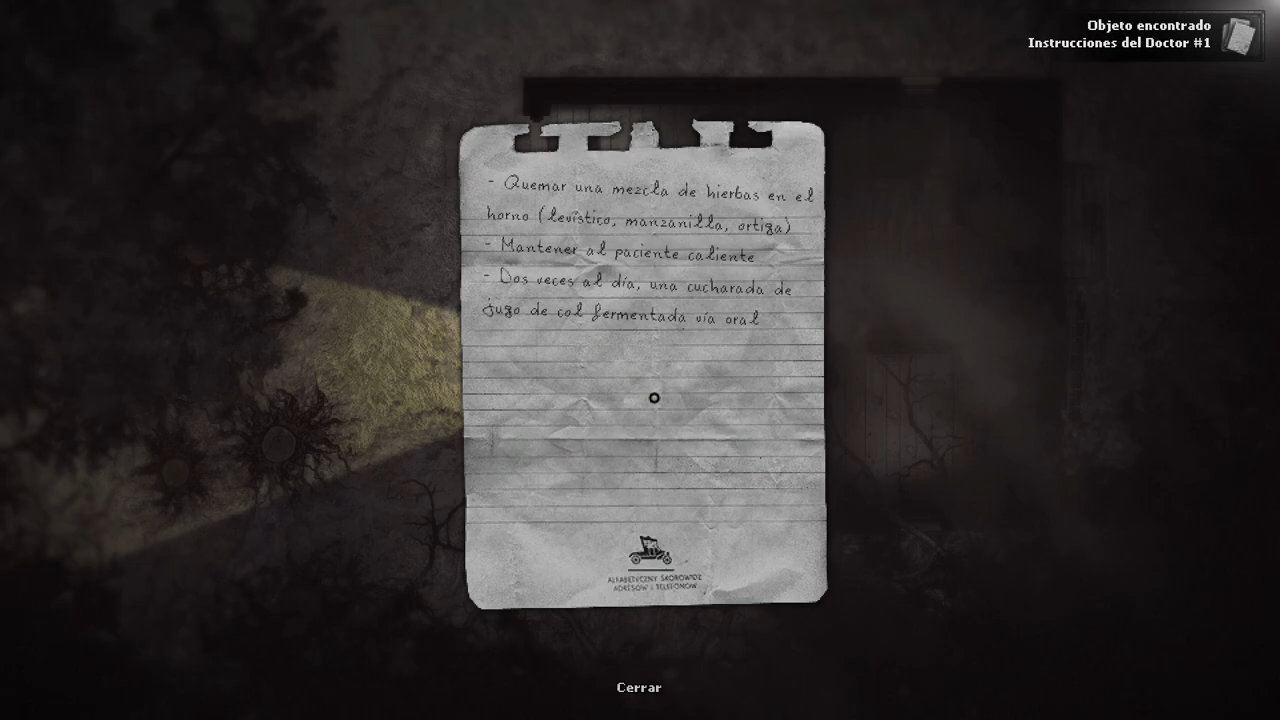 Objeto encontrado
Instrucciones del Doctor #1
- Quemar una mezcla de hierbas en el
horno (levístico, manzanilla, ortiga)
- Mantener al paciente caliente
- Dos veces al día, una cucharada de
jugo de col fermentada vía oral
ALFABETYCZNY SKOROWIDZ
ADRESÓW I TELEFONÓW
Cerrar